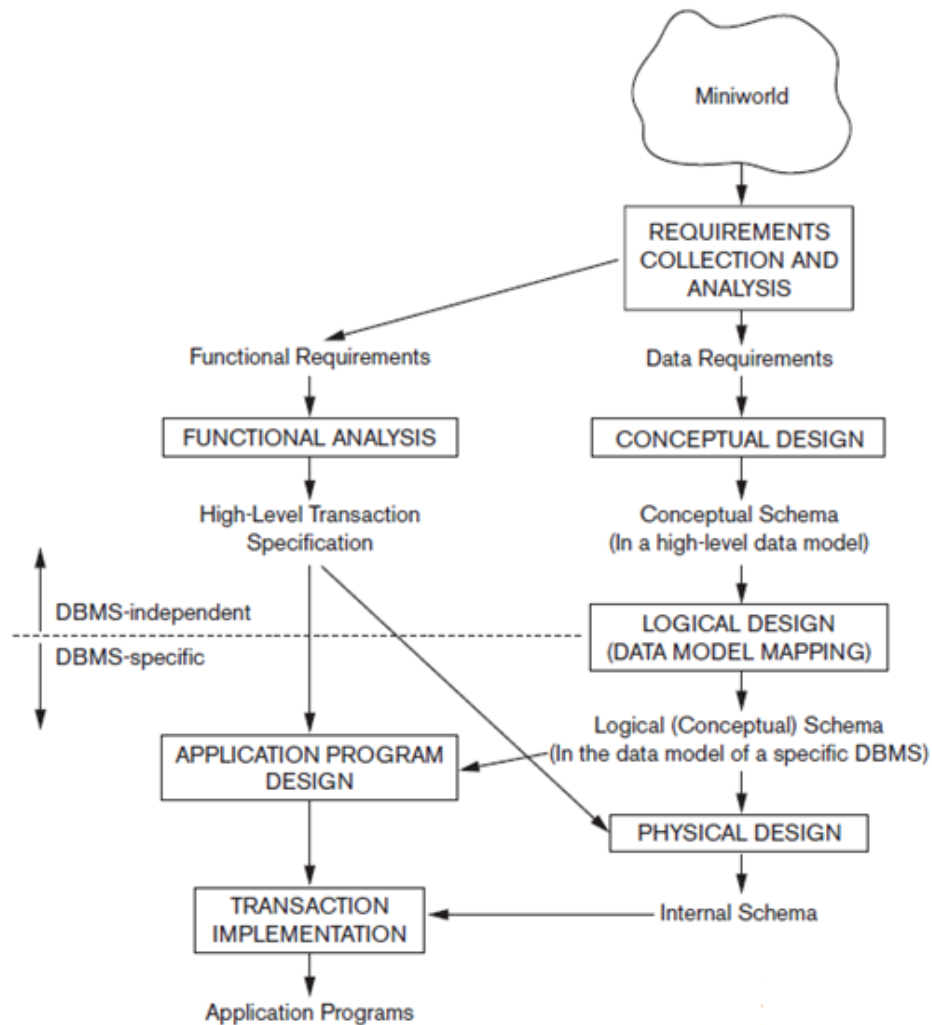 Miniworld
REQUIREMENTS
COLLECTION AND
ANALYSIS
Functional Requirements
Data Requirements
FUNCTIONAL ANALYSIS
CONCEPTUAL DESIGN
High-Level Transaction
Specification
Conceptual Schema
(In a high-level data model)
DBMS-independent
LOGICAL DESIGN
(DATA MODEL MAPPING)
DBMS-specific
Logical (Conceptual) Schema
(In the data model of a specific DBMS)
APPLICATION PROGRAM
DESIGN
PHYSICAL DESIGN
TRANSACTION
IMPLEMENTATION
Internal Schema
Application Programs